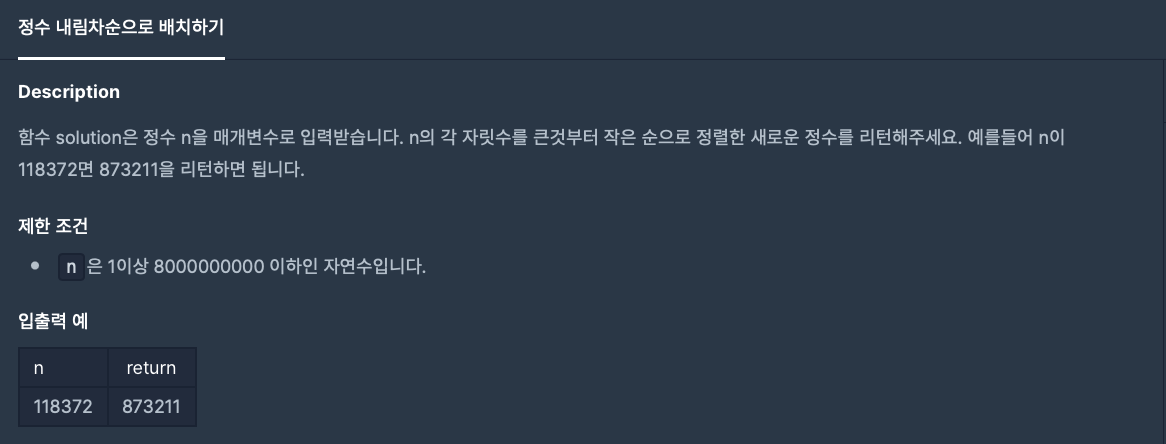 정수 내림차순으로 배치하기
Description
함수 solution은 정수 n을 매개변수로 입력받습니다. n의 각 자릿수를 큰것부터 작은 순으로 정렬한 새로운 정수를 리턴해주세요. 예를들어 n이
118372면 873211을 리턴하면 됩니다.
제한 조건
n 은 1이상 8000000000 이하인 자연수입니다.
입출력 예
n return
118372 873211